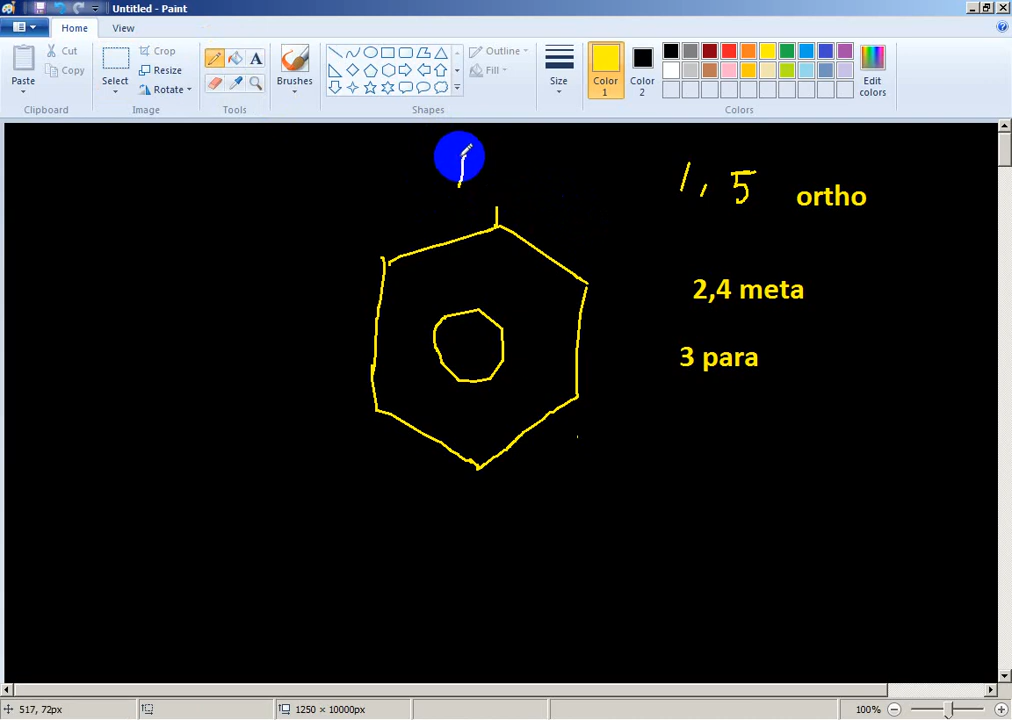 Untitled - Paint
Home View
Paste
Cut
Copy
Clipboard
Select
Crop
Resize
Rotate
Image
Tools
Brushes
Outline
Fill
Shapes
Size
Color 1
Color 2
Edit colors
Colors
1, 5 ortho
2,4 meta
3 para
517, 72px
1250 × 10000px
100%